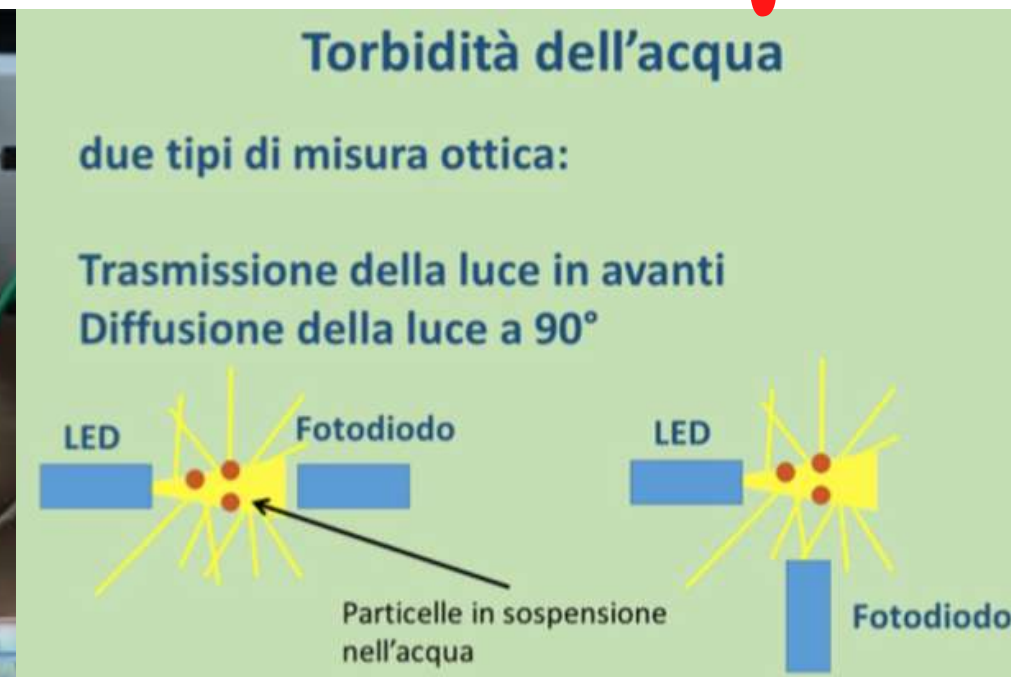 Torbidità dell'acqua
due tipi di misura ottica:
Trasmissione della luce in avanti
Diffusione della luce a 90°
LED
Fotodiodo
Particelle in sospensione
nell'acqua
LED
Fotodiodo